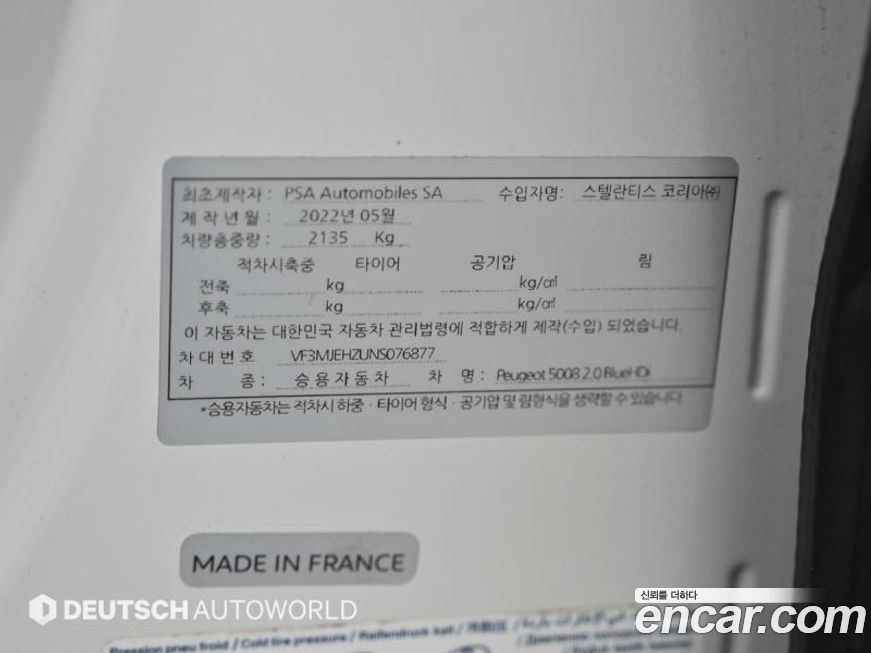 최초제작자 : PSA Automobiles SA 수입자명: 스텔란티스 코리아㈜
제 작 년 월 : 2022년 05월
차량총중량 : 2135 Kg
적차시축중 타이어 공기압 림
전축 kg kg/㎠
후축 kg kg/㎠
이 자동차는 대한민국 자동차 관리법령에 적합하게 제작(수입) 되었습니다.
차 대 번 호 VF3MJEHZUNS076877
차 종 : 승용자동차 차 명 : Peugeot 5008 2.0 BlueHDi
*승용자동차는 적차시 하중 · 타이어 형식 · 공기압 및 림형식을 생략할 수 있습니다.
MADE IN FRANCE
DEUTSCH AUTOWORLD
신뢰를 더하다
encar.com
Pression pneu froid / Cold tire pressure / Reifendruck kalt /